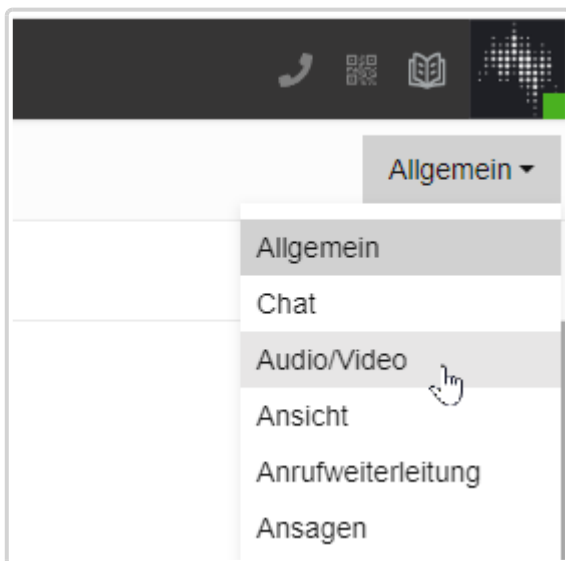 Allgemein
Allgemein
Chat
Audio/Video
Ansicht
Anrufweiterleitung
Ansagen